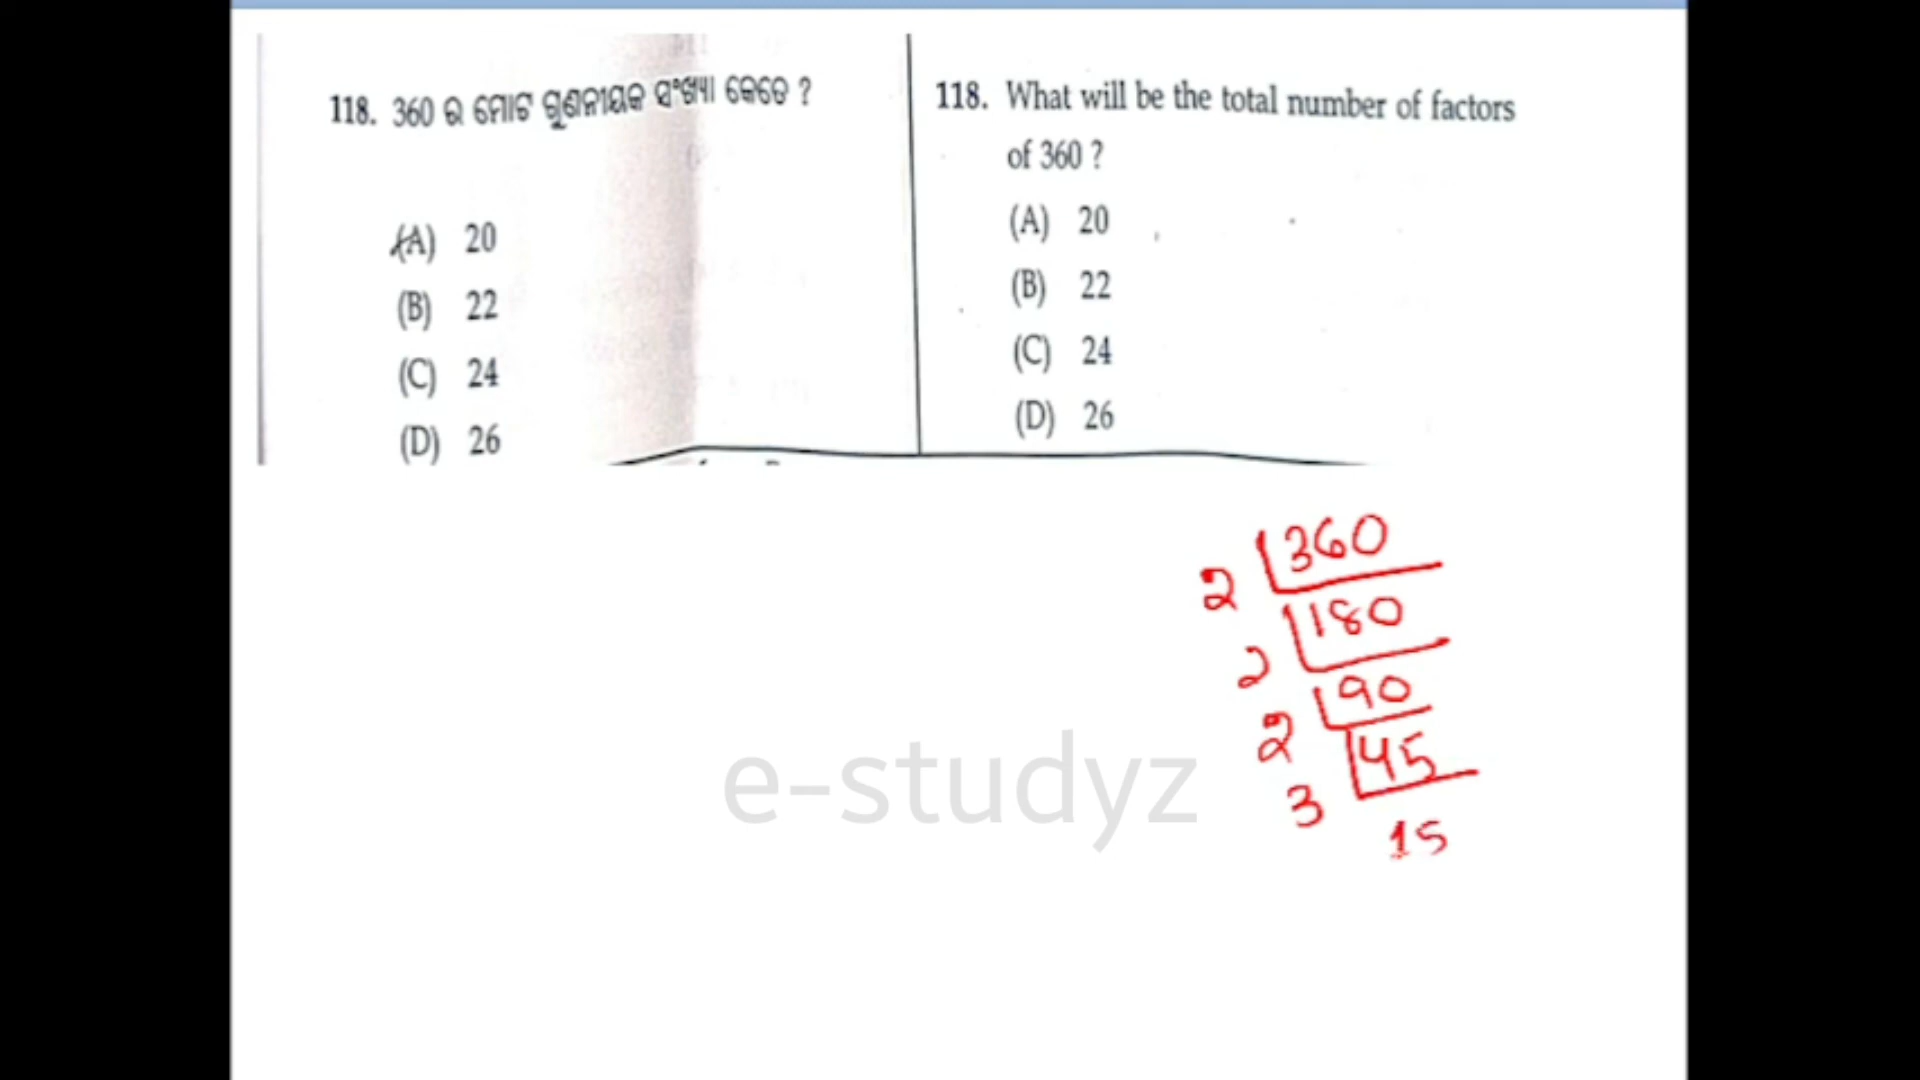 118. 360 ର ମୋଟ ଗୁଣନୀୟକ ସଂଖ୍ୟା କେତେ ?
(A) 20
(B) 22
(C) 24
(D) 26
118. What will be the total number of factors
of 360 ?
(A) 20
(B) 22
(C) 24
(D) 26
2 360
2 180
2 90
3 45
15
e-studyz